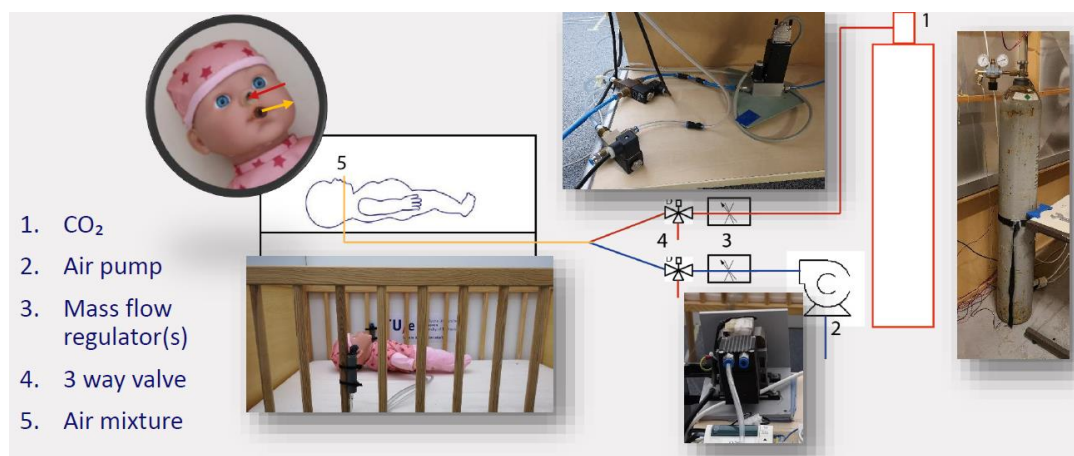 1
5
4
3
2
1. CO₂
2. Air pump
3. Mass flow
regulator(s)
4. 3 way valve
5. Air mixture
TU/e